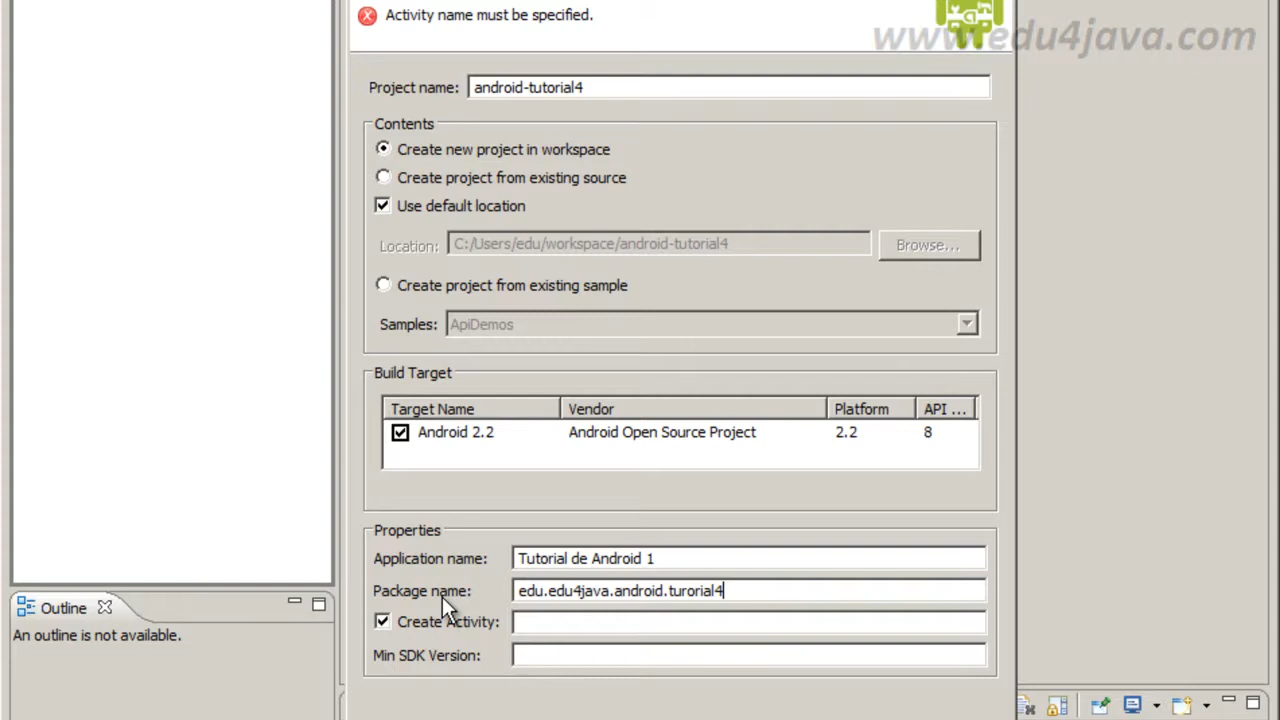 Activity name must be specified.
www.edu4java.com
Project name: android-tutorial4
Contents
Create new project in workspace
Create project from existing source
Use default location
Location: C:/Users/edu/workspace/android-tutorial4 Browse...
Create project from existing sample
Samples: ApiDemos
Build Target
Target Name Vendor Platform API ...
Android 2.2 Android Open Source Project 2.2 8
Properties
Application name: Tutorial de Android 1
Package name: edu.edu4java.android.turorial4
Create Activity:
Min SDK Version:
Outline
An outline is not available.